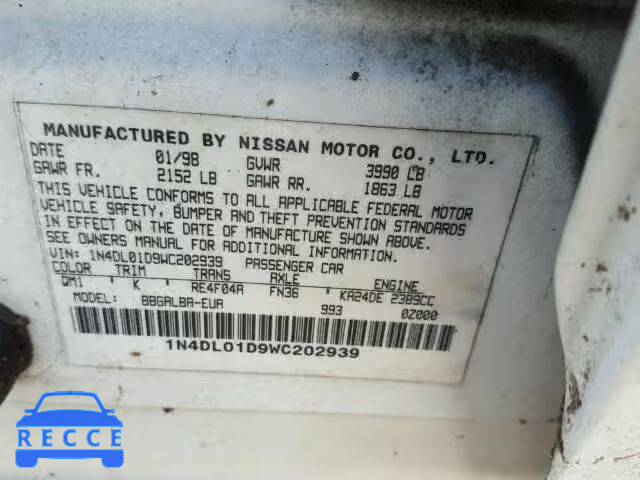 MANUFACTURED BY NISSAN MOTOR CO., LTD.
DATE 01/98 GVWR 3990 LB
GAWR FR. 2152 LB GAWR RR. 1863 LB
THIS VEHICLE CONFORMS TO ALL APPLICABLE FEDERAL MOTOR
VEHICLE SAFETY, BUMPER AND THEFT PREVENTION STANDARDS
IN EFFECT ON THE DATE OF MANUFACTURE SHOWN ABOVE.
SEE OWNERS MANUAL FOR ADDITIONAL INFORMATION
VIN: 1N4DL01D9WC202939 PASSENGER CAR
COLOR TRIM TRANS AXLE ENGINE
QM1 K RE4F04A FN36 KA24DE 2389CC
MODEL: BBGALBA-EUA 993 0Z000
1N4DL01D9WC202939
RECCE